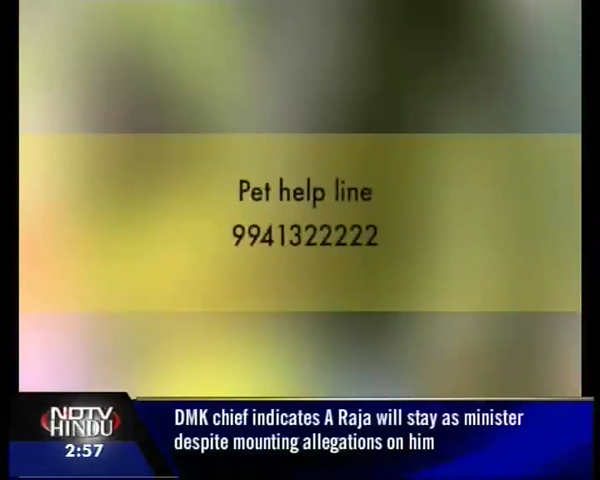 Pet help line
9941322222
NDTV
HINDU
2:57
DMK chief indicates A Raja will stay as minister
despite mounting allegations on him